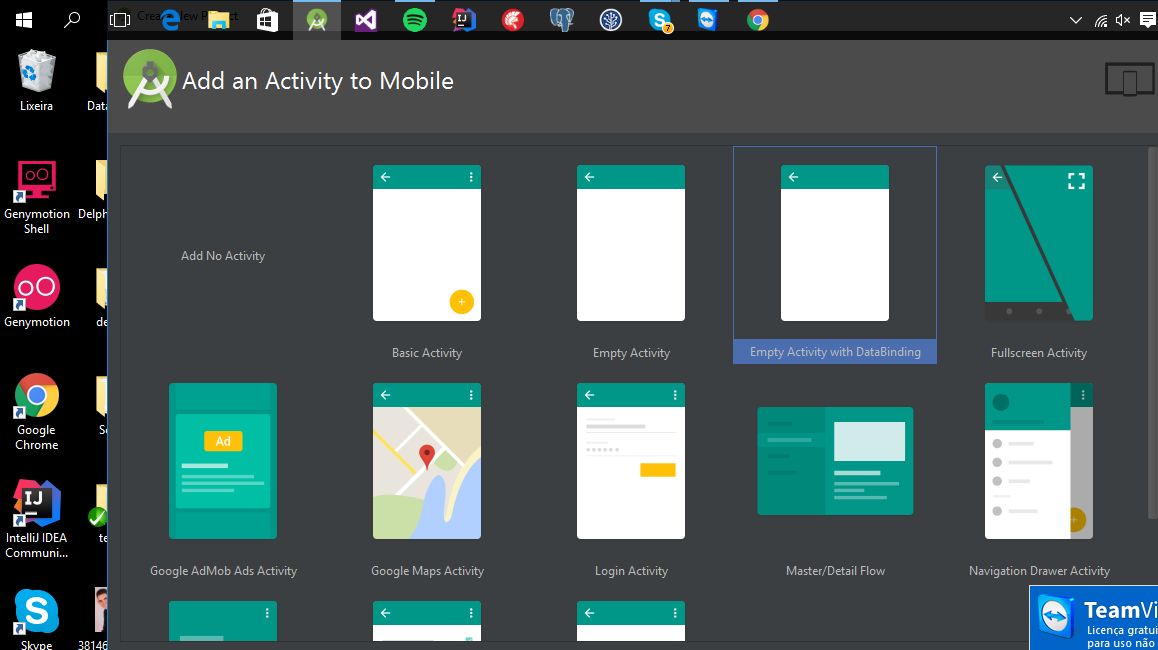 Create New Project
7
Add an Activity to Mobile
Lixeira
Data
Genymotion
Shell
Delph
Genymotion
de
Google
Chrome
Sc
IJ
IntelliJ IDEA
Communi...
te
Skype
38146
Add No Activity
Basic Activity
Empty Activity
Empty Activity with DataBinding
Fullscreen Activity
Ad
Google AdMob Ads Activity
Google Maps Activity
Login Activity
Master/Detail Flow
Navigation Drawer Activity
TeamVi
Licença gratui
para uso não